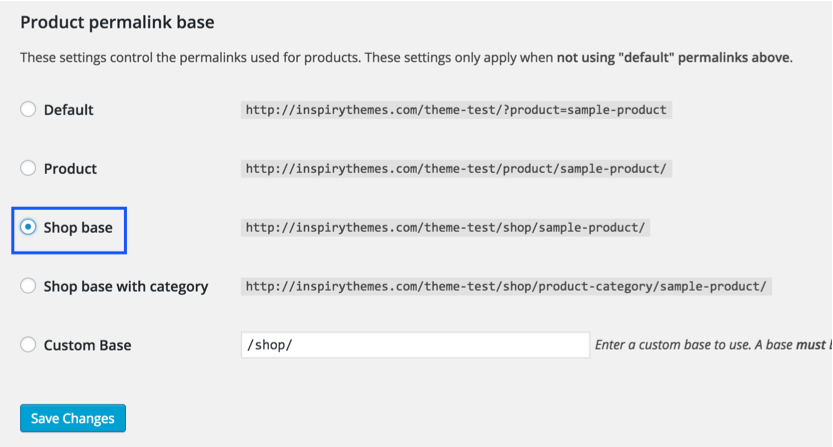 Product permalink base
These settings control the permalinks used for products. These settings only apply when not using "default" permalinks above.
Default http://inspirythemes.com/theme-test/?product=sample-product
Product http://inspirythemes.com/theme-test/product/sample-product/
Shop base http://inspirythemes.com/theme-test/shop/sample-product/
Shop base with category http://inspirythemes.com/theme-test/shop/product-category/sample-product/
Custom Base /shop/ Enter a custom base to use. A base must
Save Changes